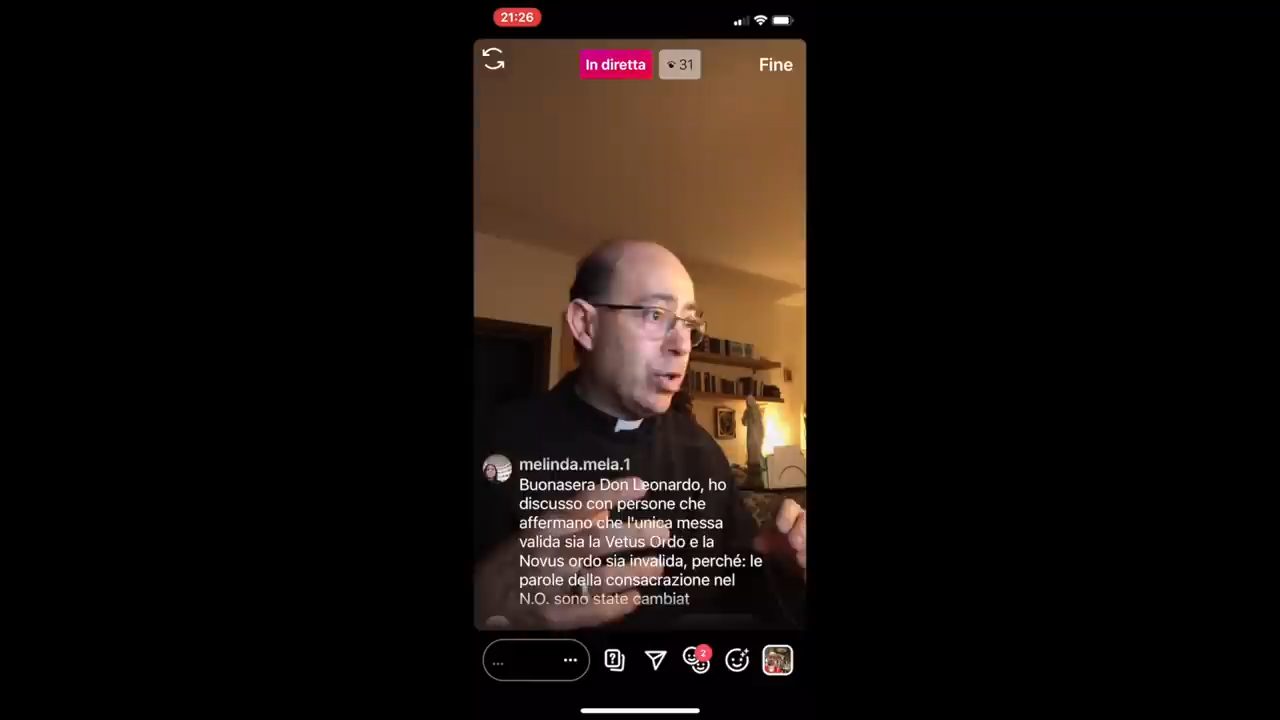 21:26
In diretta
31
Fine
melinda.mela.1
Buonasera Don Leonardo, ho
discusso con persone che
affermano che l'unica messa
valida sia la Vetus Ordo e la
Novus ordo sia invalida, perché: le
parole della consacrazione nel
N.O. sono state cambiat
...
2